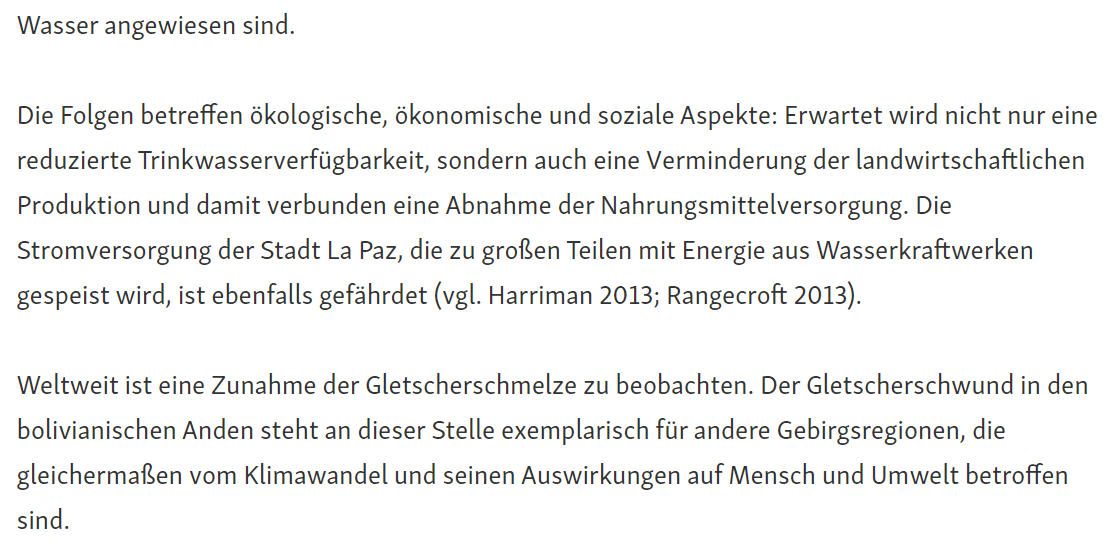 Wasser angewiesen sind.
Die Folgen betreffen ökologische, ökonomische und soziale Aspekte: Erwartet wird nicht nur eine
reduzierte Trinkwasserverfügbarkeit, sondern auch eine Verminderung der landwirtschaftlichen
Produktion und damit verbunden eine Abnahme der Nahrungsmittelversorgung. Die
Stromversorgung der Stadt La Paz, die zu großen Teilen mit Energie aus Wasserkraftwerken
gespeist wird, ist ebenfalls gefährdet (vgl. Harriman 2013; Rangecroft 2013).
Weltweit ist eine Zunahme der Gletscherschmelze zu beobachten. Der Gletscherschwund in den
bolivianischen Anden steht an dieser Stelle exemplarisch für andere Gebirgsregionen, die
gleichermaßen vom Klimawandel und seinen Auswirkungen auf Mensch und Umwelt betroffen
sind.